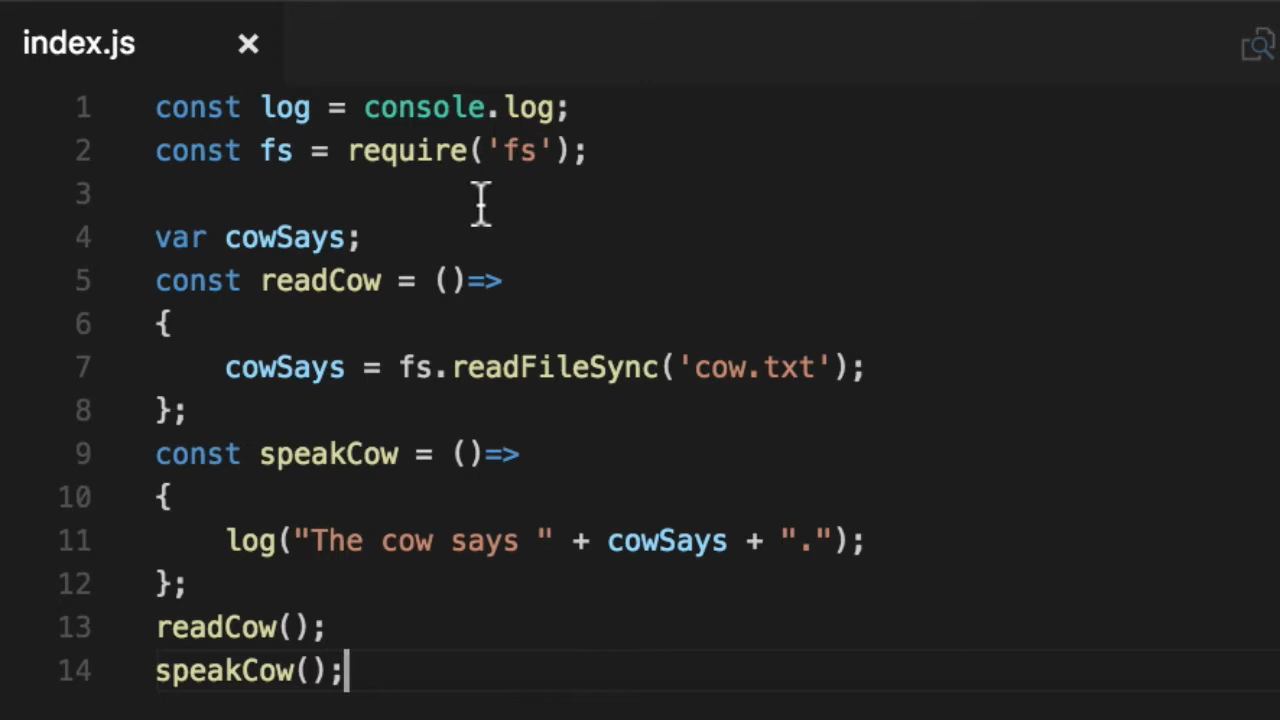 index.js
1 const log = console.log;
2 const fs = require('fs');
3
4 var cowSays;
5 const readCow = ()=>
6 {
7     cowSays = fs.readFileSync('cow.txt');
8 };
9 const speakCow = ()=>
10 {
11     log("The cow says " + cowSays + ".");
12 };
13 readCow();
14 speakCow();